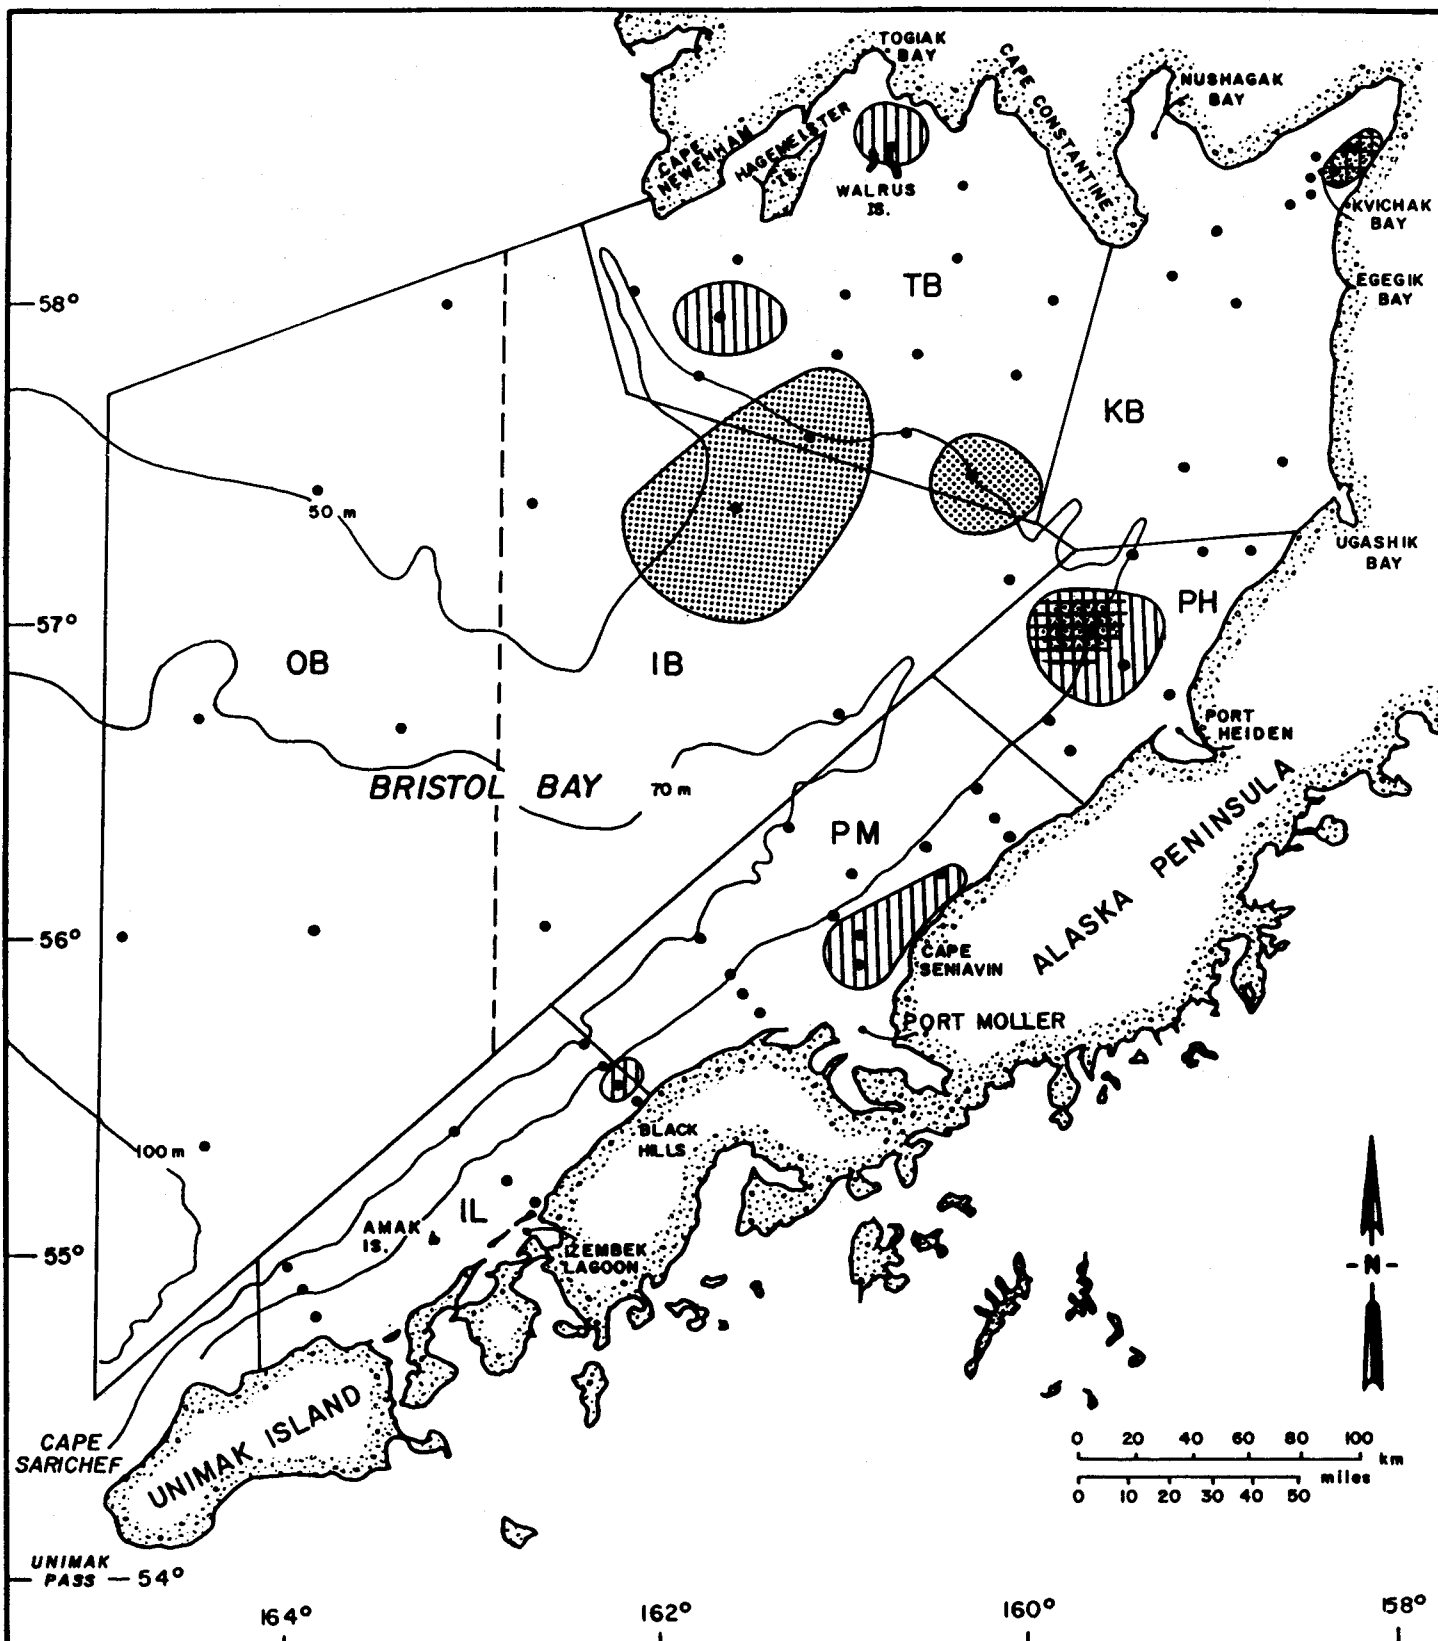 TOGIAK
BAY
CAPE CONSTANTINE
NUSHAGAK
BAY
CAPE
NEWENHAM
HAGEMEISTER
IS.
WALRUS
IS.
KVICHAK
BAY
EGEGIK
BAY
58°
TB
KB
50 m
UGASHIK
BAY
57°
PH
OB
IB
PORT
HEIDEN
BRISTOL BAY
70 m
PM
ALASKA PENINSULA
56°
CAPE
SENIAVIN
PORT MOLLER
BLACK
HILLS
100 m
IL
AMAK
IS.
55°
IZEMBEK
LAGOON
-N-
UNIMAK ISLAND
CAPE
SARICHEF
0 20 40 60 80 100
km
miles
0 10 20 30 40 50
UNIMAK
PASS
54°
164° 162° 160° 158°